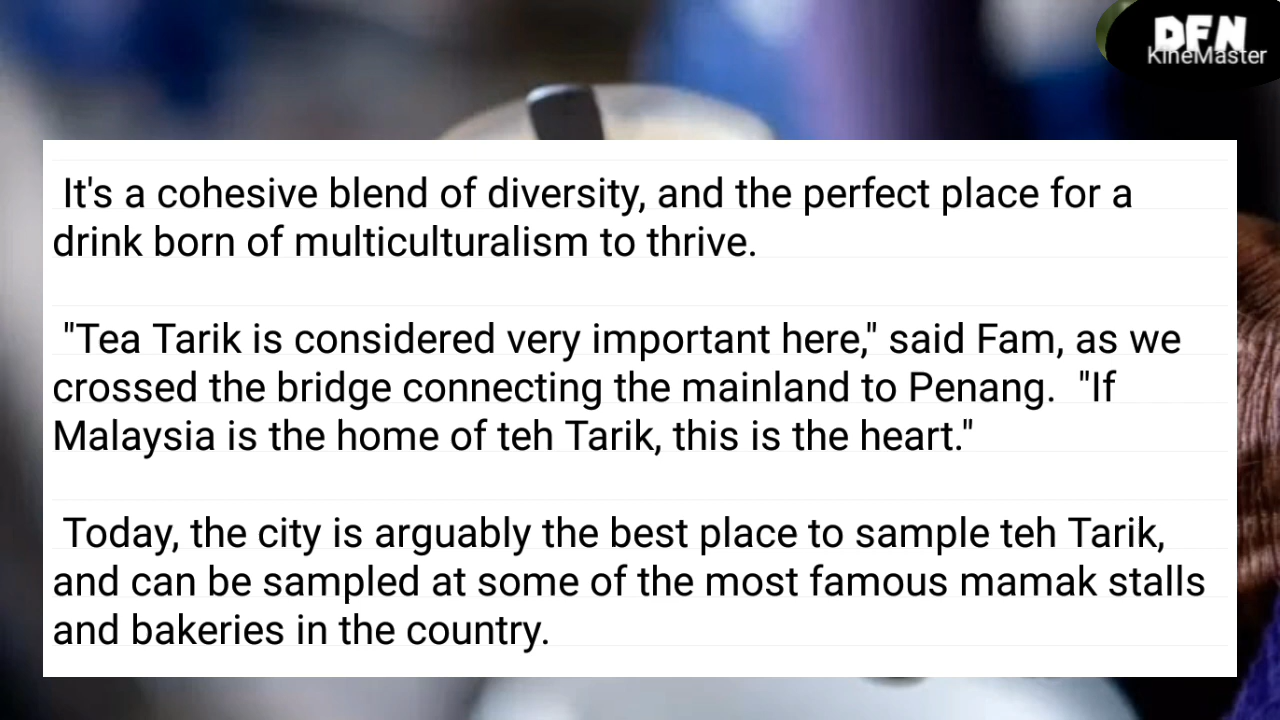 DFN
KineMaster
It's a cohesive blend of diversity, and the perfect place for a
drink born of multiculturalism to thrive.
"Tea Tarik is considered very important here," said Fam, as we
crossed the bridge connecting the mainland to Penang.  "If
Malaysia is the home of teh Tarik, this is the heart."
Today, the city is arguably the best place to sample teh Tarik,
and can be sampled at some of the most famous mamak stalls
and bakeries in the country.